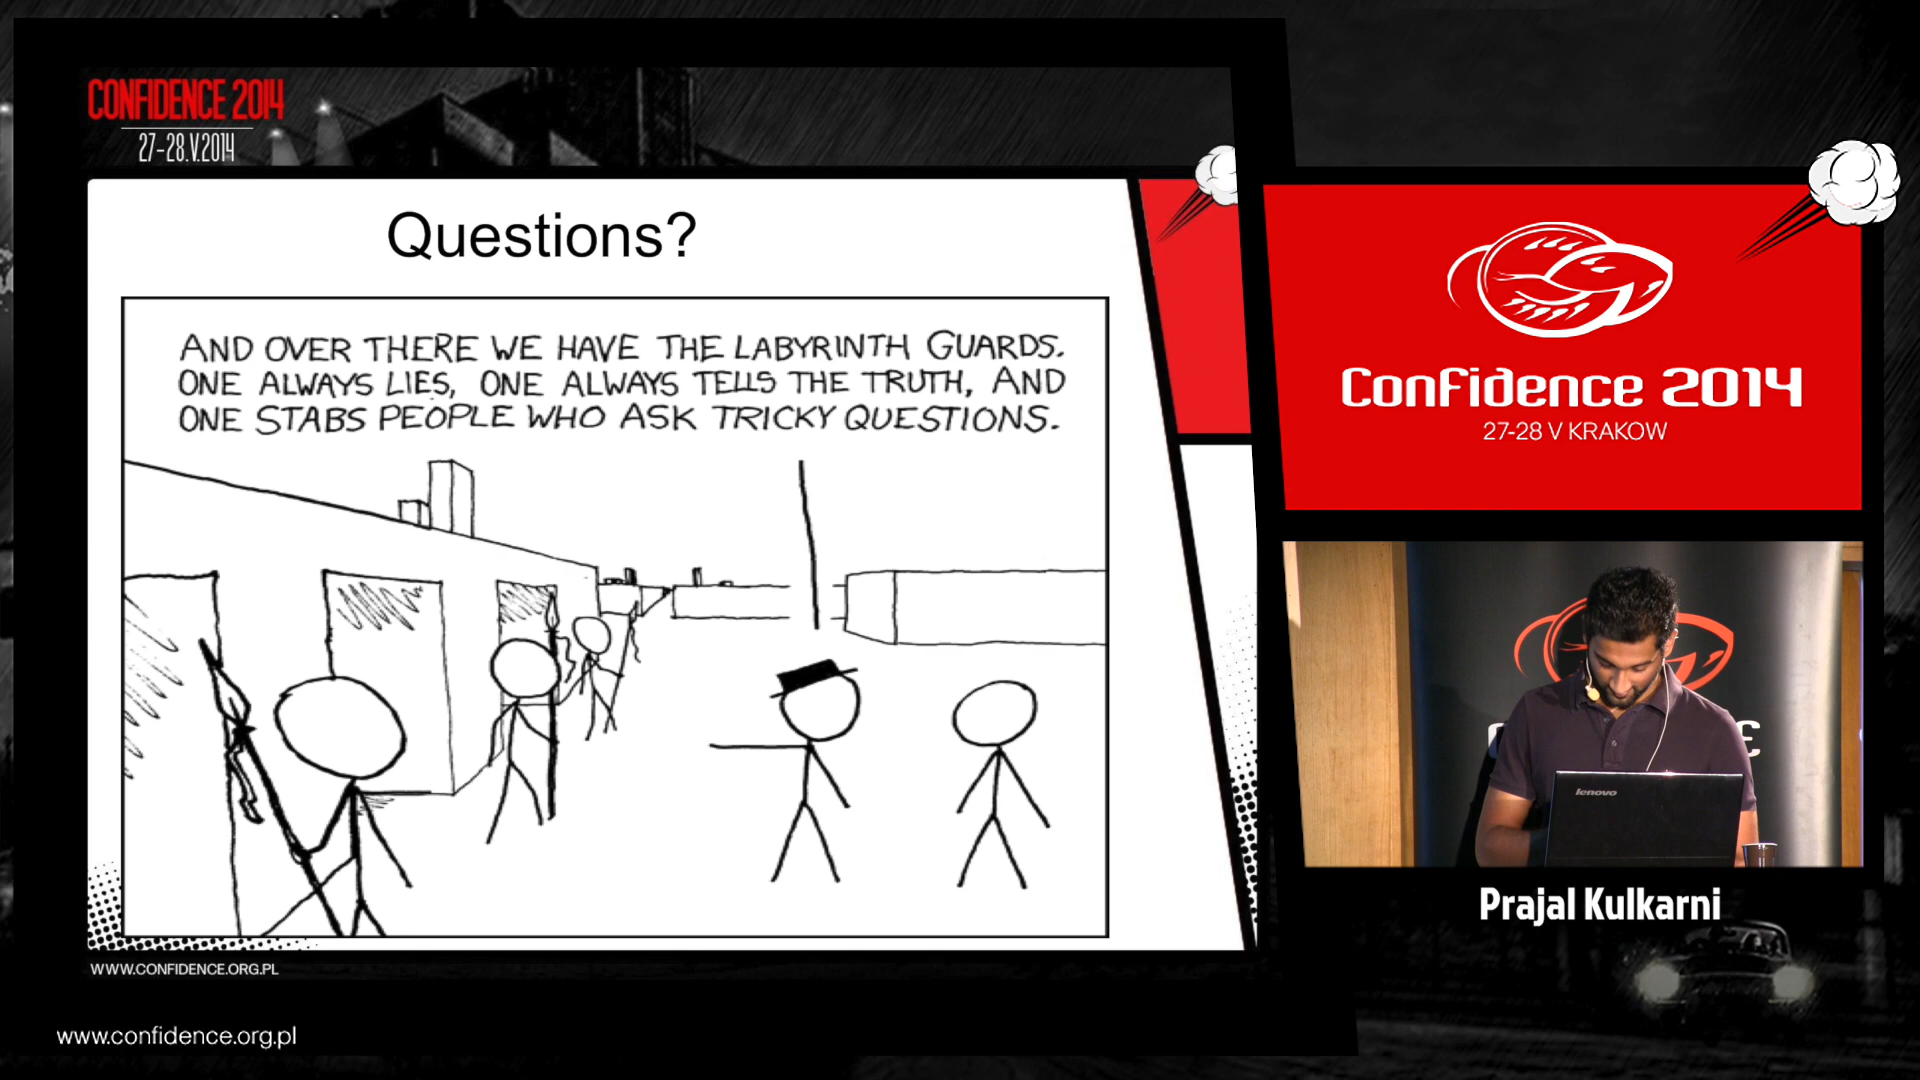 CONFIDENCE 2014
27-28.V.2014
Questions?
AND OVER THERE WE HAVE THE LABYRINTH GUARDS.
ONE ALWAYS LIES, ONE ALWAYS TELLS THE TRUTH, AND
ONE STABS PEOPLE WHO ASK TRICKY QUESTIONS.
WWW.CONFIDENCE.ORG.PL
www.confidence.org.pl
Confidence 2014
27-28 V KRAKOW
lenovo
Prajal Kulkarni